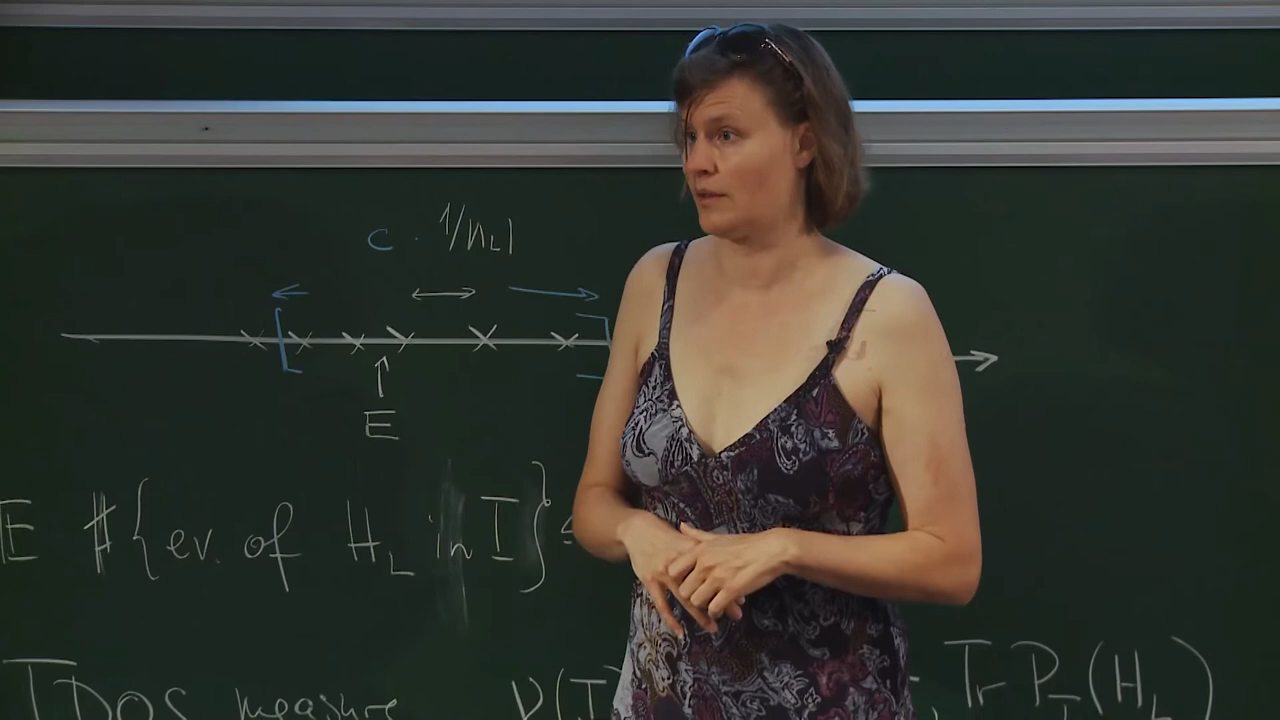 c · 1/|Λ_L|
E
E #{ev. of H_L in I} ≤
IDOS measure ν(I) Tr P_I(H_L)